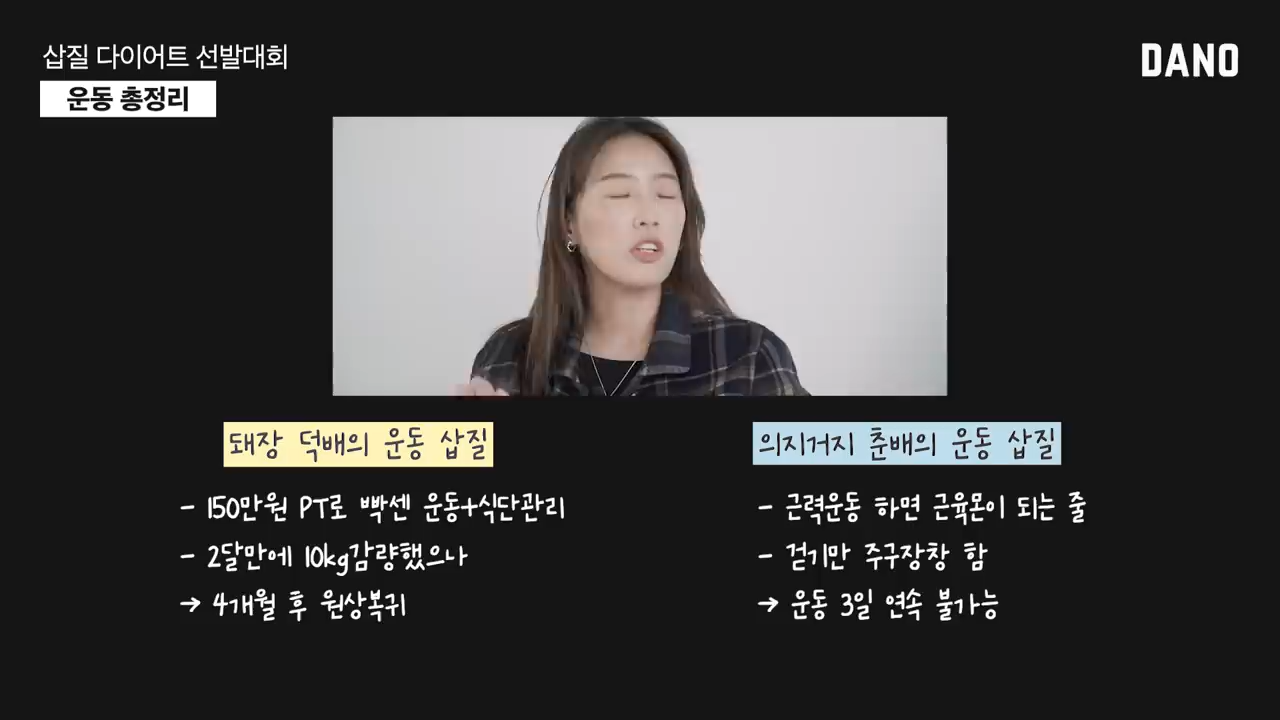 삽질 다이어트 선발대회
DANO
운동 총정리
돼장 덕배의 운동 삽질
- 150만원 PT로 빡센 운동+식단관리
- 2달만에 10kg감량했으나
→ 4개월 후 원상복귀
의지거지 춘배의 운동 삽질
- 근력운동 하면 근육몬이 되는 줄
- 걷기만 주구장창 함
→ 운동 3일 연속 불가능